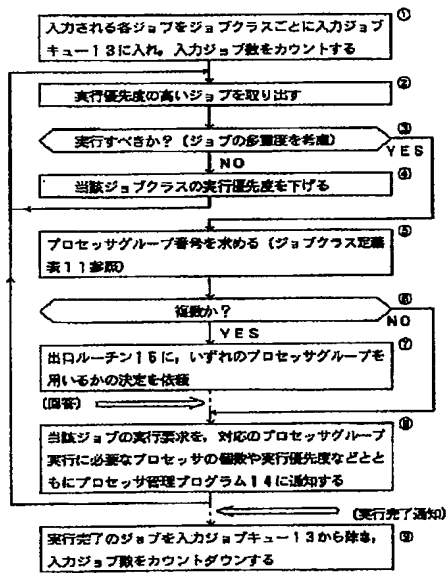 ①
入力される各ジョブをジョブクラスごとに入力ジョブ
キュー13に入れ，入力ジョブ数をカウントする
②
実行優先度の高いジョブを取り出す
③
実行すべきか？（ジョブの多重度を考慮）
YES
NO
④
当該ジョブクラスの実行優先度を下げる
⑤
プロセッサグループ番号を求める（ジョブクラス定義
表11参照）
⑥
複数か？
NO
YES
⑦
出口ルーチン15に，いずれのプロセッサグループを
用いるかの決定を依頼
(回答)
⑧
当該ジョブの実行要求を，対応のプロセッサグループ
実行に必要なプロセッサの個数や実行優先度などとと
もにプロセッサ管理プログラム14に通知する
(実行完了通知)
⑨
実行完了のジョブを入力ジョブキュー13から除き，
入力ジョブ数をカウントダウンする